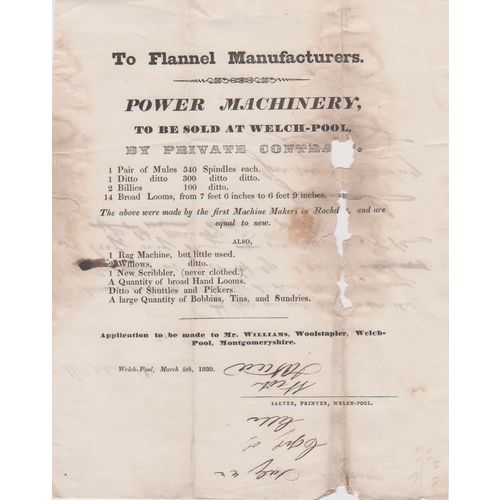 To Flannel Manufacturers.
POWER MACHINERY,
TO BE SOLD AT WELCH-POOL,
BY PRIVATE CONTRACT.
1 Pair of Mules 340 Spindles each.
1 Ditto ditto 300 ditto ditto.
2 Billies 100 ditto.
14 Broad Looms, from 7 feet 6 inches to 6 feet 9 inches.
The above were made by the first Machine Makers in Rochdale, and are
equal to new.
ALSO,
1 Rag Machine, but little used.
2 Willows, ditto.
1 New Scribbler, (never clothed.)
A Quantity of broad Hand Looms.
Ditto of Shuttles and Pickers.
A large Quantity of Bobbins, Tins, and Sundries.
Application to be made to Mr. WILLIAMS, Woolstapler, Welch-
Pool, Montgomeryshire.
Welch-Pool, March 5th, 1839.
SALTER, PRINTER, WELCH-POOL.